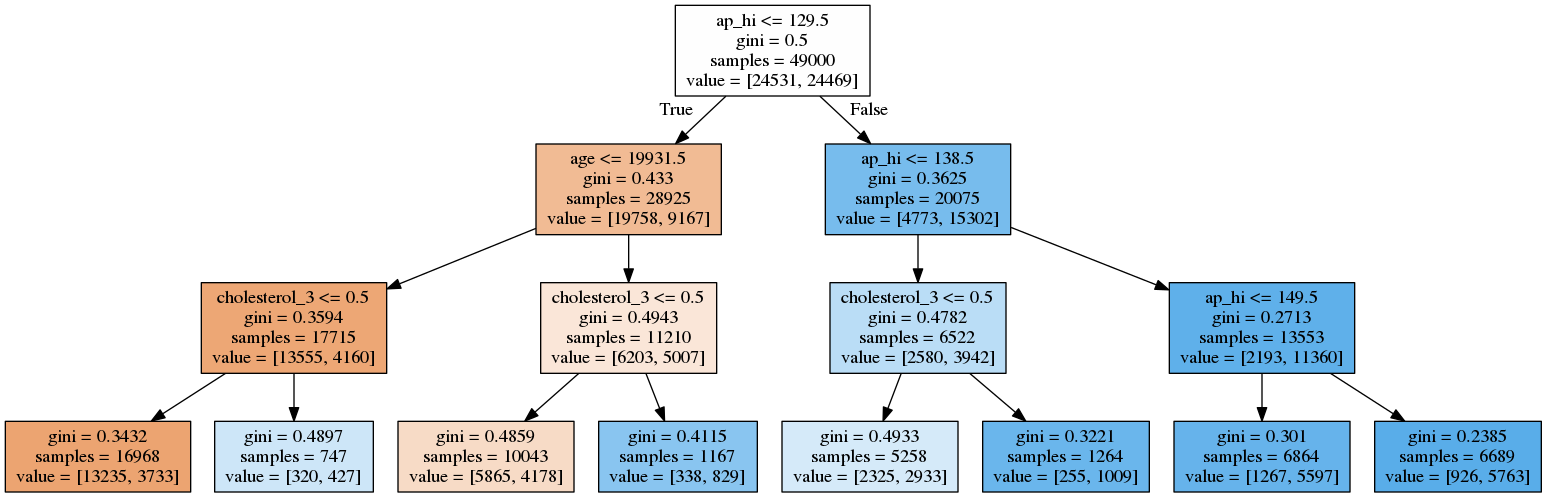 ap_hi <= 129.5
gini = 0.5
samples = 49000
value = [24531, 24469]
True
False
age <= 19931.5
gini = 0.433
samples = 28925
value = [19758, 9167]
ap_hi <= 138.5
gini = 0.3625
samples = 20075
value = [4773, 15302]
cholesterol_3 <= 0.5
gini = 0.3594
samples = 17715
value = [13555, 4160]
cholesterol_3 <= 0.5
gini = 0.4943
samples = 11210
value = [6203, 5007]
cholesterol_3 <= 0.5
gini = 0.4782
samples = 6522
value = [2580, 3942]
ap_hi <= 149.5
gini = 0.2713
samples = 13553
value = [2193, 11360]
gini = 0.3432
samples = 16968
value = [13235, 3733]
gini = 0.4897
samples = 747
value = [320, 427]
gini = 0.4859
samples = 10043
value = [5865, 4178]
gini = 0.4115
samples = 1167
value = [338, 829]
gini = 0.4933
samples = 5258
value = [2325, 2933]
gini = 0.3221
samples = 1264
value = [255, 1009]
gini = 0.301
samples = 6864
value = [1267, 5597]
gini = 0.2385
samples = 6689
value = [926, 5763]